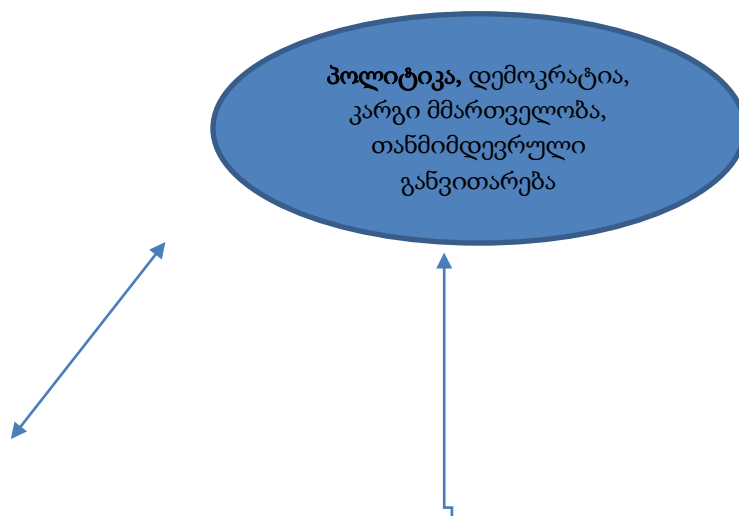 პოლიტიკა, დემოკრატია,
კარგი მმართველობა,
თანმიმდევრული
განვითარება